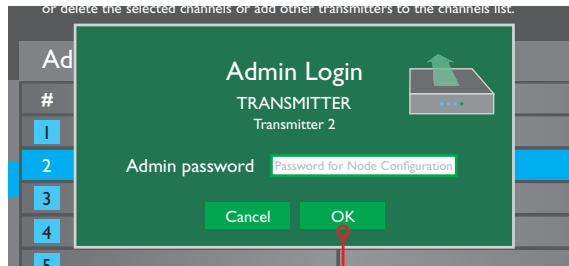 or delete the selected channels or add other transmitters to the channels list.
Ad
#
1
2
3
4
5
Admin Login
TRANSMITTER
Transmitter 2
Admin password Password for Node Configuration
Cancel OK